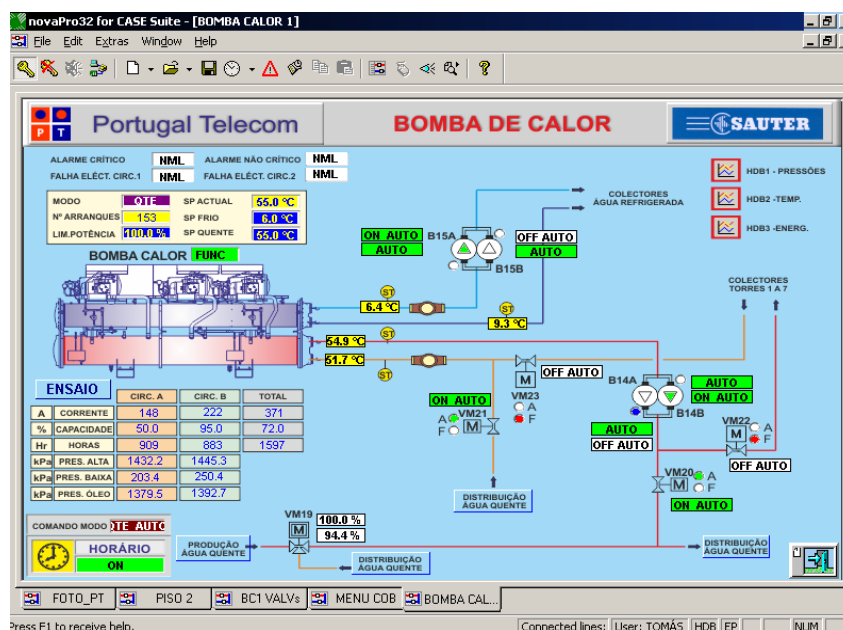 novaPro32 for CASE Suite - [BOMBA CALOR 1]
File Edit Extras Window Help
PT Portugal Telecom
BOMBA DE CALOR
SAUTER
ALARME CRÍTICO NML ALARME NÃO CRÍTICO NML
FALHA ELÉCT. CIRC.1 NML FALHA ELÉCT. CIRC.2 NML
HDB1 - PRESSÕES
HDB2 -TEMP.
HDB3 -ENERG.
MODO QTE SP ACTUAL 55.0 ºC
Nº ARRANQUES 153 SP FRIO 6.0 ºC
LIM.POTÊNCIA 100.0 % SP QUENTE 55.0 ºC
BOMBA CALOR FUNC
COLECTORES
ÁGUA REFRIGERADA
ON AUTO B15A OFF AUTO
AUTO AUTO
B15B
COLECTORES
TORRES 1 A 7
ST
6.4 ºC
ST
9.3 ºC
ST
54.9 ºC
51.7 ºC
ST
M OFF AUTO
VM23
A
F
ON AUTO
VM21
A
F M
B14A AUTO
ON AUTO
B14B
AUTO
OFF AUTO
VM22
A
M F
OFF AUTO
VM20 A
M F
ON AUTO
ENSAIO
CIRC. A CIRC. B TOTAL
A CORRENTE 148 222 371
% CAPACIDADE 50.0 95.0 72.0
Hr HORAS 909 883 1597
kPa PRES. ALTA 1432.2 1445.3
kPa PRES. BAIXA 203.4 250.4
kPa PRES. ÓLEO 1379.5 1392.7
DISTRIBUIÇÃO
ÁGUA QUENTE
COMANDO MODO QTE AUTO
HORÁRIO
ON
PRODUÇÃO
ÁGUA QUENTE
VM19 100.0 %
M 94.4 %
DISTRIBUIÇÃO
ÁGUA QUENTE
DISTRIBUIÇÃO
ÁGUA QUENTE
FOTO_PT PISO 2 BC1 VALVs MENU COB BOMBA CAL...
Press F1 to receive help. Connected lines: User: TOMÁS HDB EP NUM